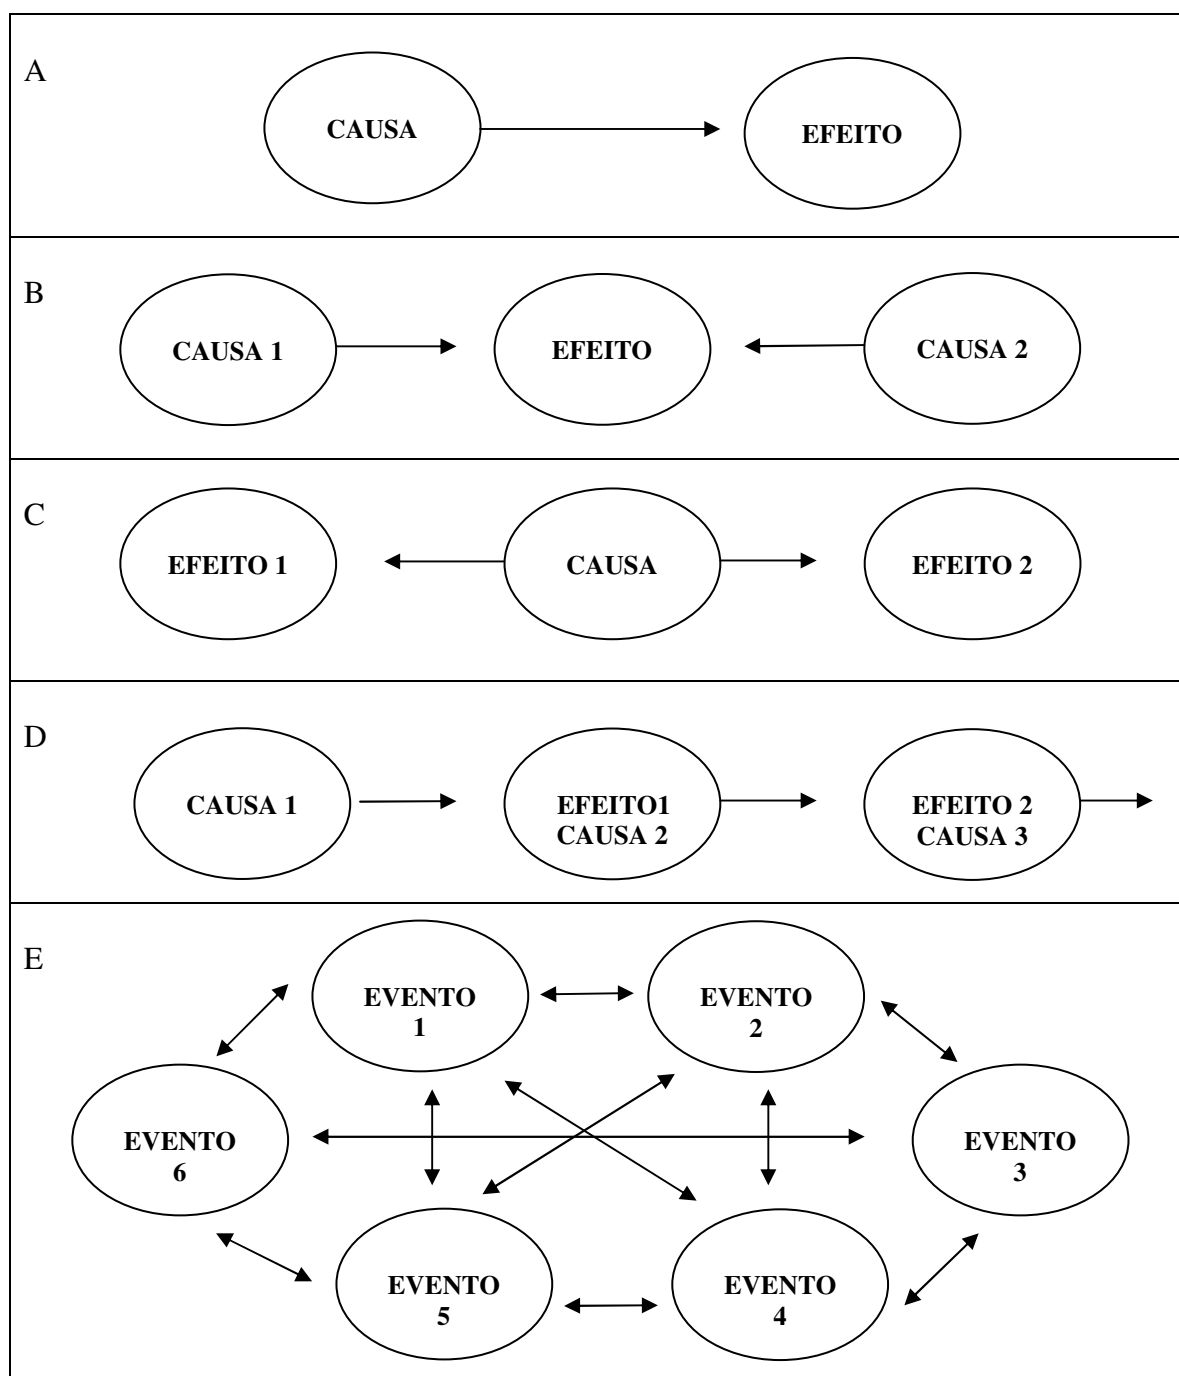 A
CAUSA
EFEITO
B
CAUSA 1
EFEITO
CAUSA 2
C
EFEITO 1
CAUSA
EFEITO 2
D
CAUSA 1
EFEITO1
CAUSA 2
EFEITO 2
CAUSA 3
E
EVENTO
1
EVENTO
2
EVENTO
6
EVENTO
3
EVENTO
5
EVENTO
4